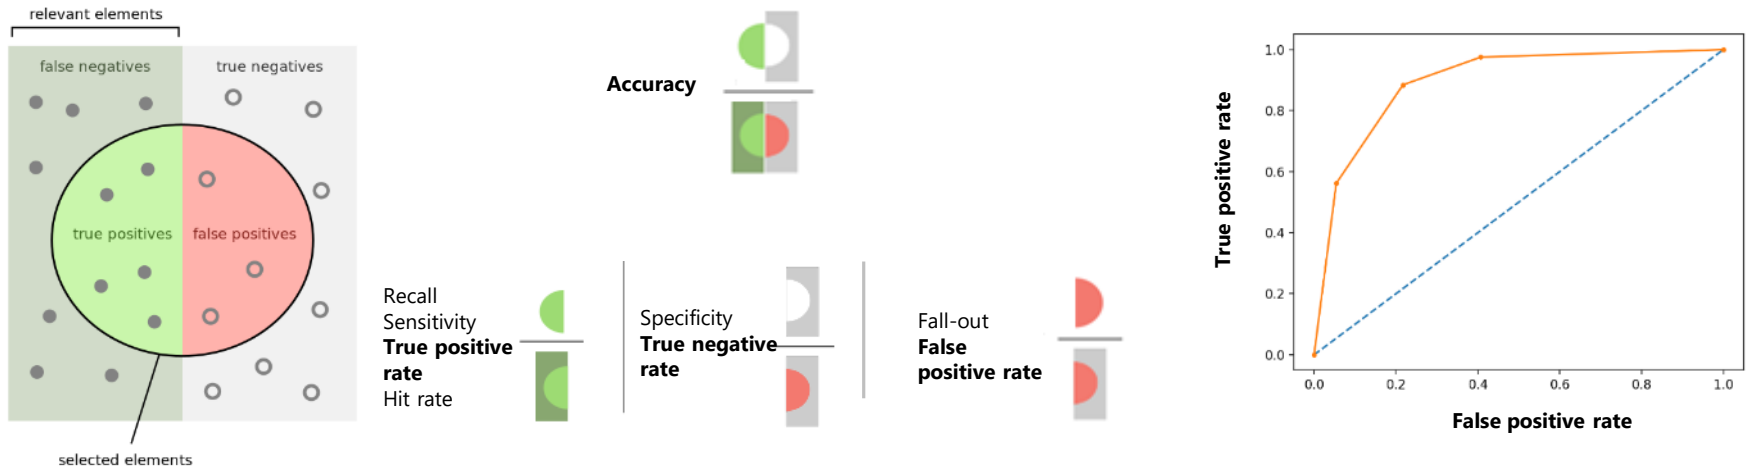 relevant elements
false negatives
true negatives
true positives
false positives
selected elements
Accuracy
Recall
Sensitivity
True positive
rate
Hit rate
Specificity
True negative
rate
Fall-out
False
positive rate
True positive rate
1.0
0.8
0.6
0.4
0.2
0.0
0.0 0.2 0.4 0.6 0.8 1.0
False positive rate